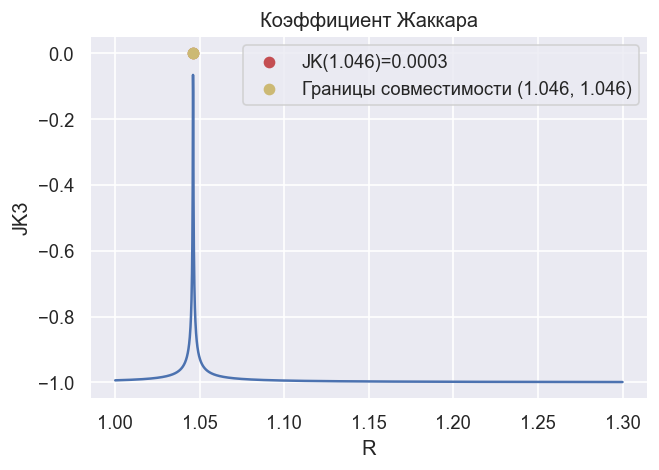 Коэффициент Жаккара
0.0
−0.2
−0.4
−0.6
−0.8
−1.0
JK3
JK(1.046)=0.0003
Границы совместимости (1.046, 1.046)
1.00 1.05 1.10 1.15 1.20 1.25 1.30
R